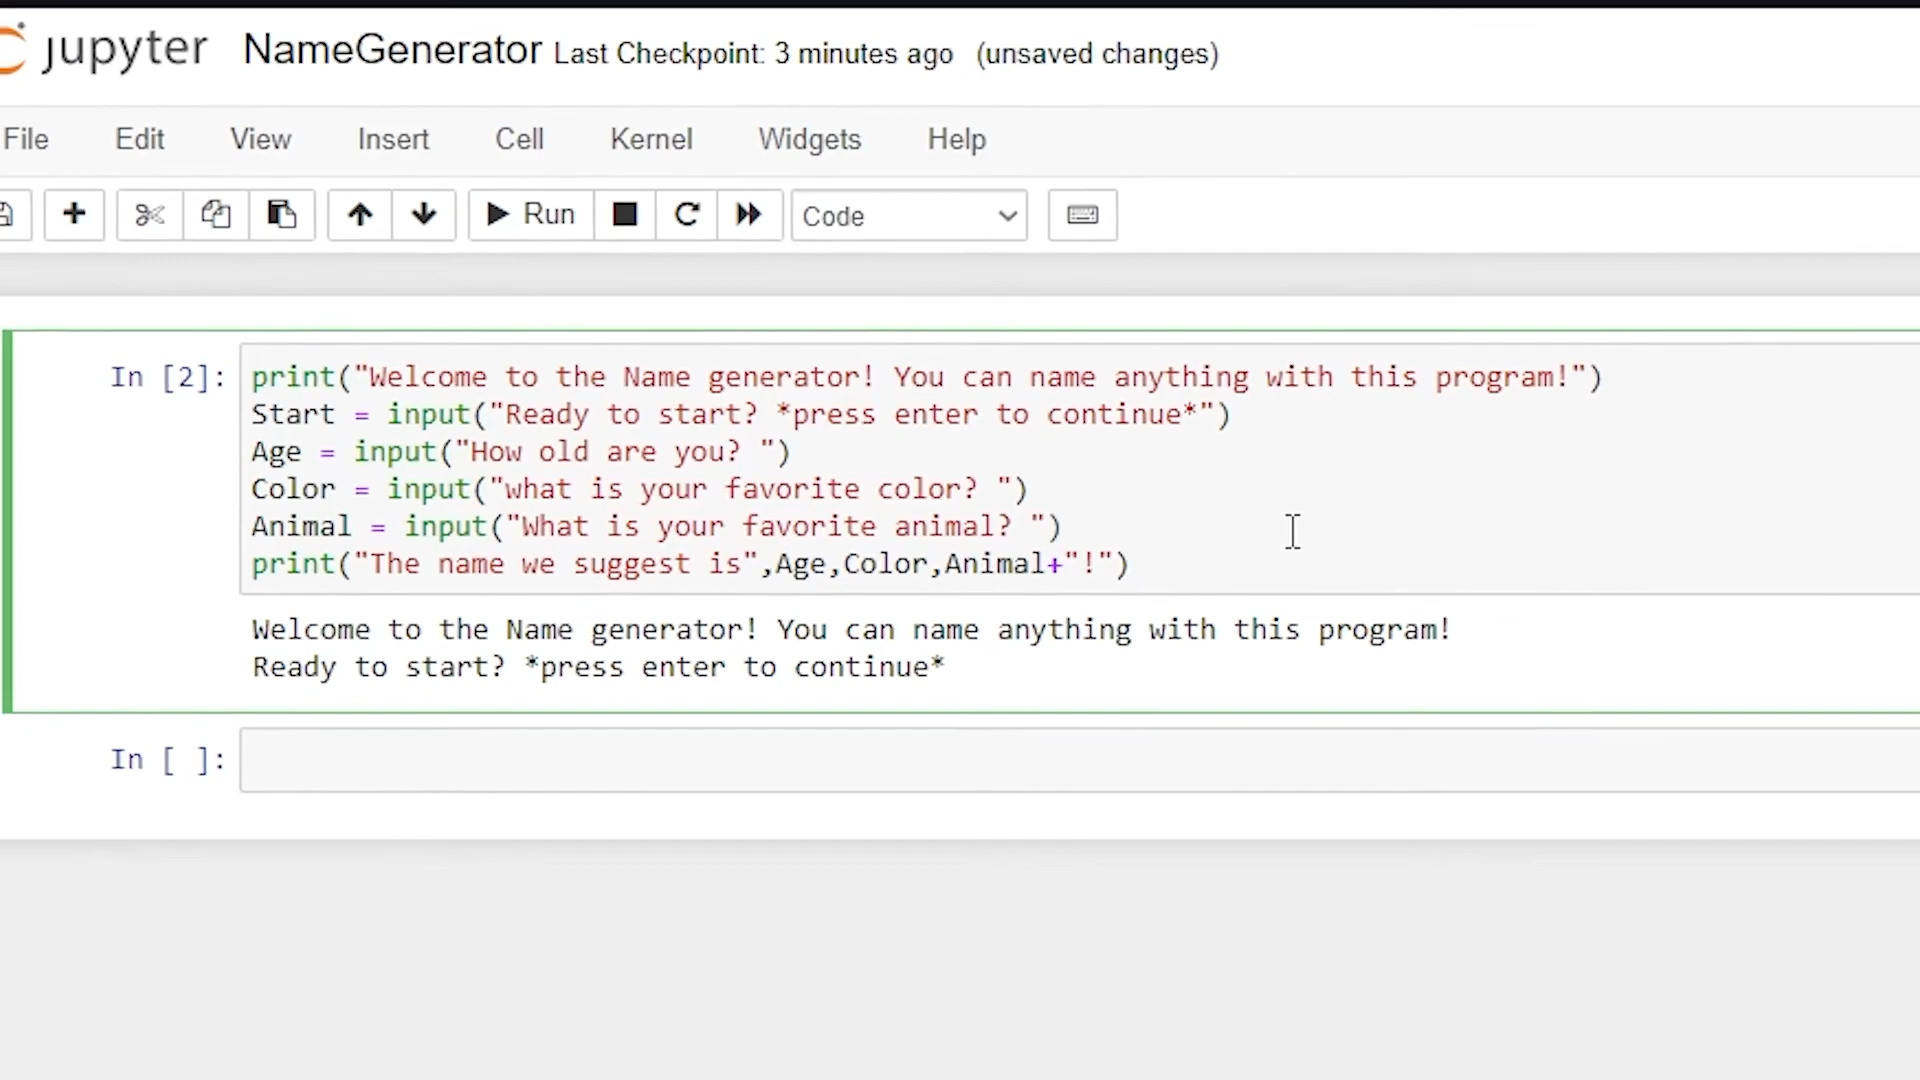 jupyter NameGenerator Last Checkpoint: 3 minutes ago (unsaved changes)
File Edit View Insert Cell Kernel Widgets Help
Run Code
In [2]: print("Welcome to the Name generator! You can name anything with this program!")
Start = input("Ready to start? *press enter to continue*")
Age = input("How old are you? ")
Color = input("what is your favorite color? ")
Animal = input("What is your favorite animal? ")
print("The name we suggest is",Age,Color,Animal+"!")
Welcome to the Name generator! You can name anything with this program!
Ready to start? *press enter to continue*
In [ ]: